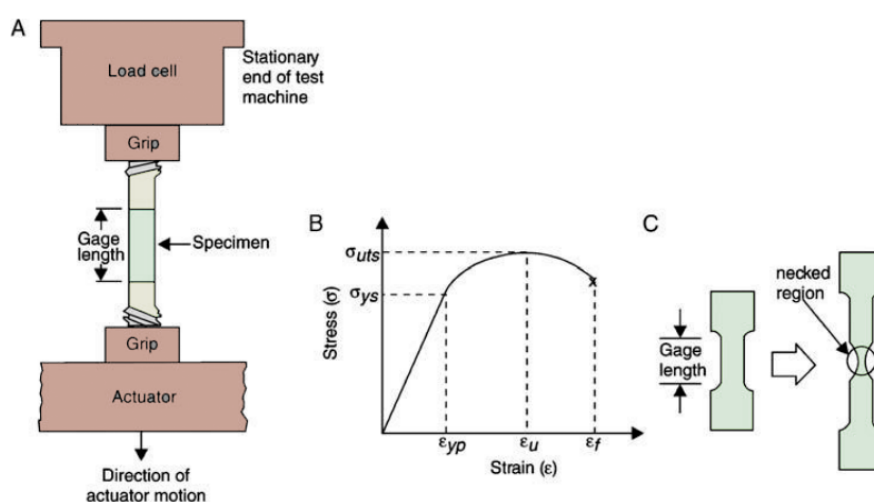 A
Load cell
Stationary
end of test
machine
Grip
Gage
length
Specimen
Grip
Actuator
Direction of
actuator motion
B
σuts
σys
Stress (σ)
εyp
εu
εf
Strain (ε)
C
necked
region
Gage
length